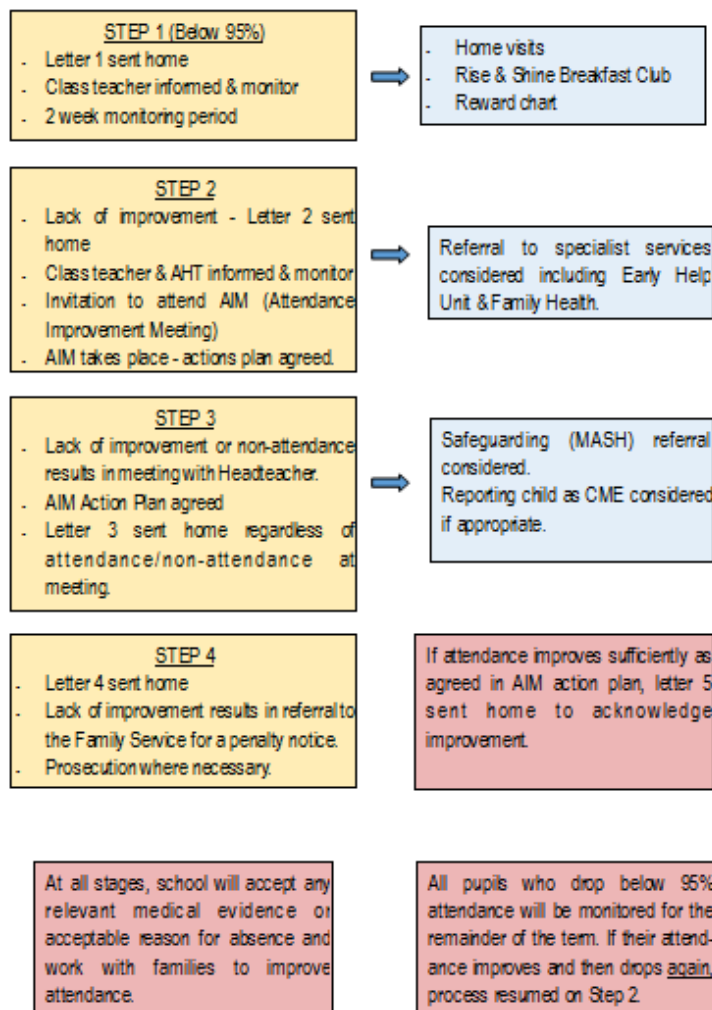 STEP 1 (Below 95%)
- Letter 1 sent home
- Class teacher informed & monitor
- 2 week monitoring period
- Home visits
- Rise & Shine Breakfast Club
- Reward chart
STEP 2
- Lack of improvement - Letter 2 sent
home
- Class teacher & AHT informed & monitor
- Invitation to attend AIM (Attendance
Improvement Meeting)
- AIM takes place - actions plan agreed.
Referral to specialist services
considered including Early Help
Unit & Family Health.
STEP 3
- Lack of improvement or non-attendance
results in meeting with Headteacher.
- AIM Action Plan agreed
- Letter 3 sent home regardless of
attendance/non-attendance at
meeting.
Safeguarding (MASH) referral
considered.
Reporting child as CME considered
if appropriate.
STEP 4
- Letter 4 sent home
- Lack of improvement results in referral to
the Family Service for a penalty notice.
- Prosecution where necessary.
If attendance improves sufficiently as
agreed in AIM action plan, letter 5
sent home to acknowledge
improvement.
At all stages, school will accept any
relevant medical evidence or
acceptable reason for absence and
work with families to improve
attendance.
All pupils who drop below 95%
attendance will be monitored for the
remainder of the term. If their attend-
ance improves and then drops again,
process resumed on Step 2.